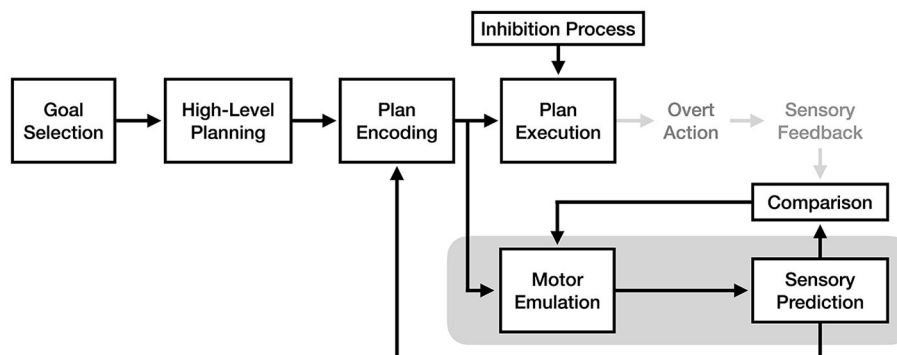 Inhibition Process
Goal
Selection
High-Level
Planning
Plan
Encoding
Plan
Execution
Overt
Action
Sensory
Feedback
Comparison
Motor
Emulation
Sensory
Prediction